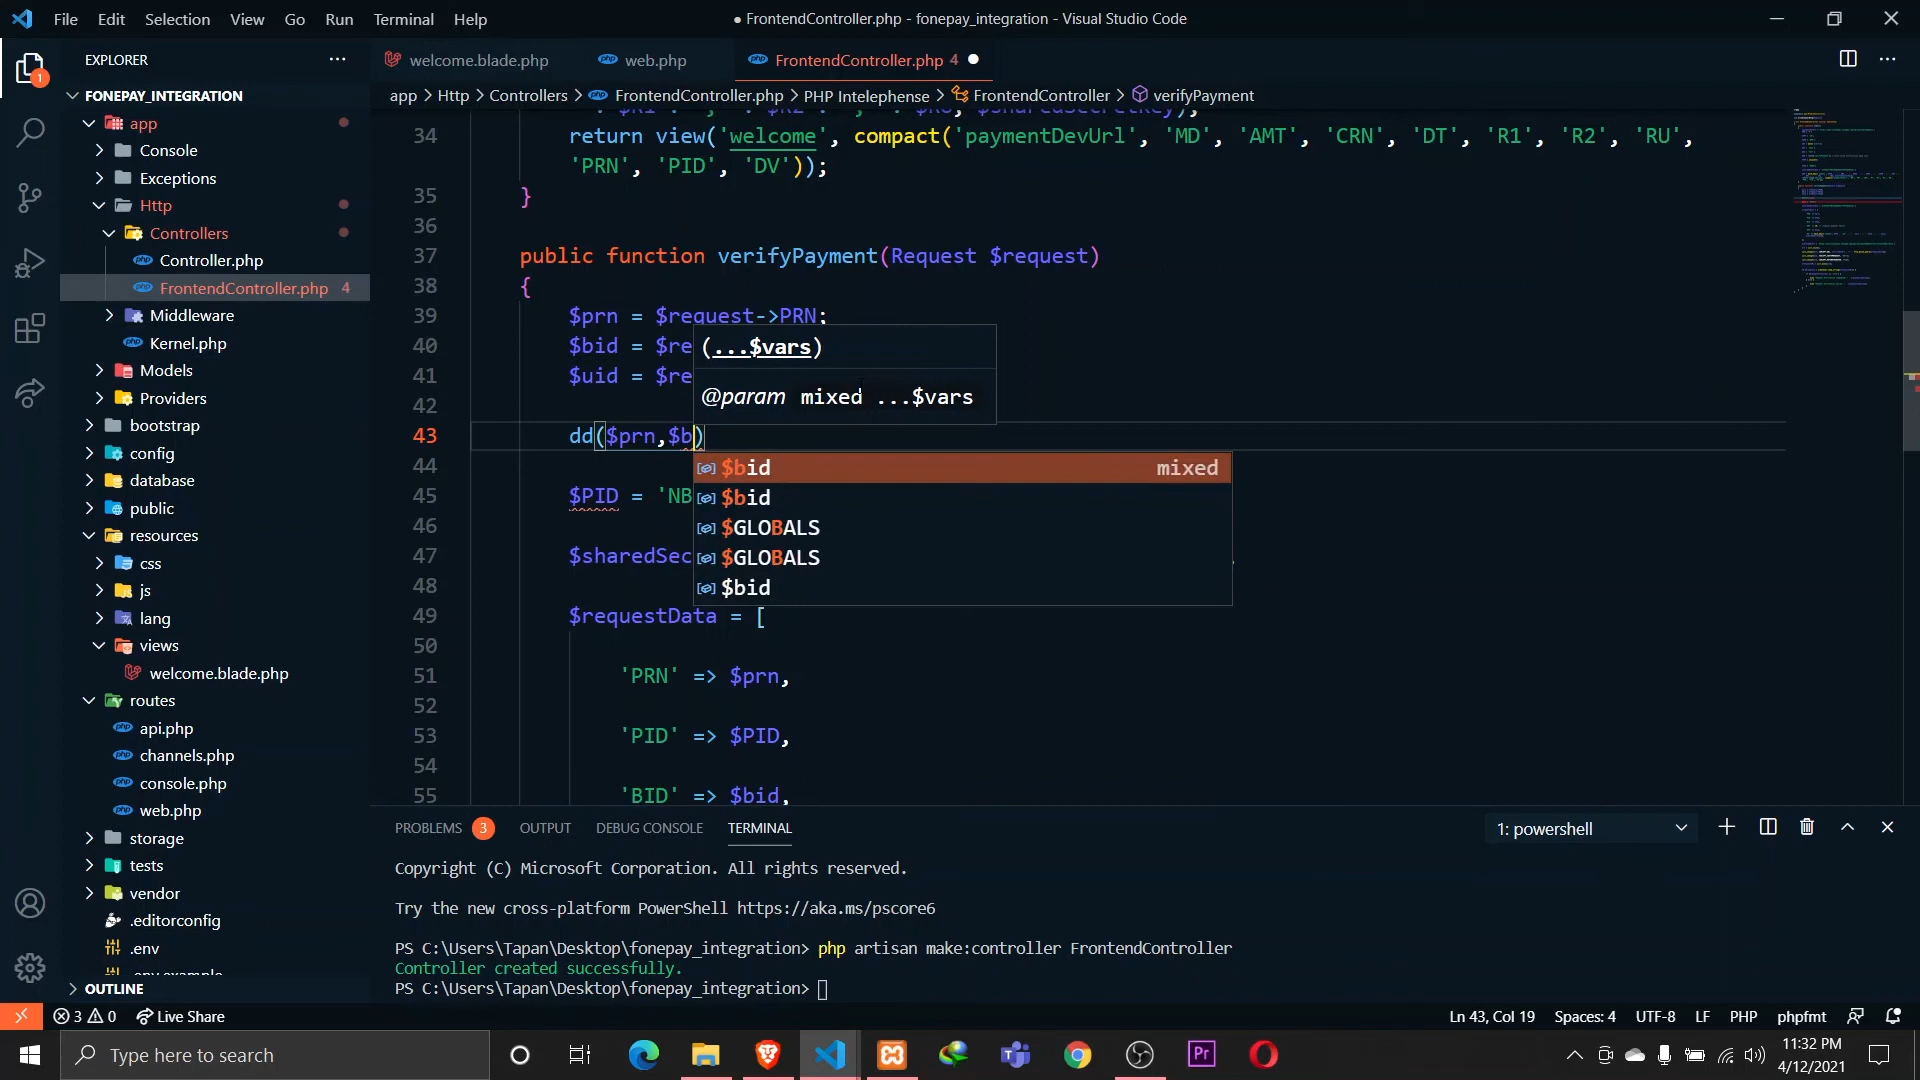 File Edit Selection View Go Run Terminal Help
● FrontendController.php - fonepay_integration - Visual Studio Code
EXPLORER
1
FONEPAY_INTEGRATION
app
Console
Exceptions
Http
Controllers
Controller.php
FrontendController.php 4
Middleware
Kernel.php
Models
Providers
bootstrap
config
database
public
resources
css
js
lang
views
welcome.blade.php
routes
api.php
channels.php
console.php
web.php
storage
tests
vendor
.editorconfig
.env
.env.example
OUTLINE
welcome.blade.php web.php FrontendController.php 4 ●
app > Http > Controllers > FrontendController.php > PHP Intelephense > FrontendController > verifyPayment
34 return view('welcome', compact('paymentDevUrl', 'MD', 'AMT', 'CRN', 'DT', 'R1', 'R2', 'RU',
'PRN', 'PID', 'DV'));
35 }
36
37 public function verifyPayment(Request $request)
38 {
39 $prn = $request->PRN;
40 $bid = $re
41 $uid = $re
42
43 dd($prn,$b)
44
45 $PID = 'NB
46
47 $sharedSec
48
49 $requestData = [
50
51 'PRN' => $prn,
52
53 'PID' => $PID,
54
55 'BID' => $bid,
(...$vars)
@param mixed ...$vars
$bid mixed
$bid
$GLOBALS
$GLOBALS
$bid
PROBLEMS 3 OUTPUT DEBUG CONSOLE TERMINAL
1: powershell
Copyright (C) Microsoft Corporation. All rights reserved.
Try the new cross-platform PowerShell https://aka.ms/pscore6
PS C:\Users\Tapan\Desktop\fonepay_integration> php artisan make:controller FrontendController
Controller created successfully.
PS C:\Users\Tapan\Desktop\fonepay_integration>
3 0 Live Share
Ln 43, Col 19 Spaces: 4 UTF-8 LF PHP phpfmt
Type here to search
Pr
11:32 PM
4/12/2021